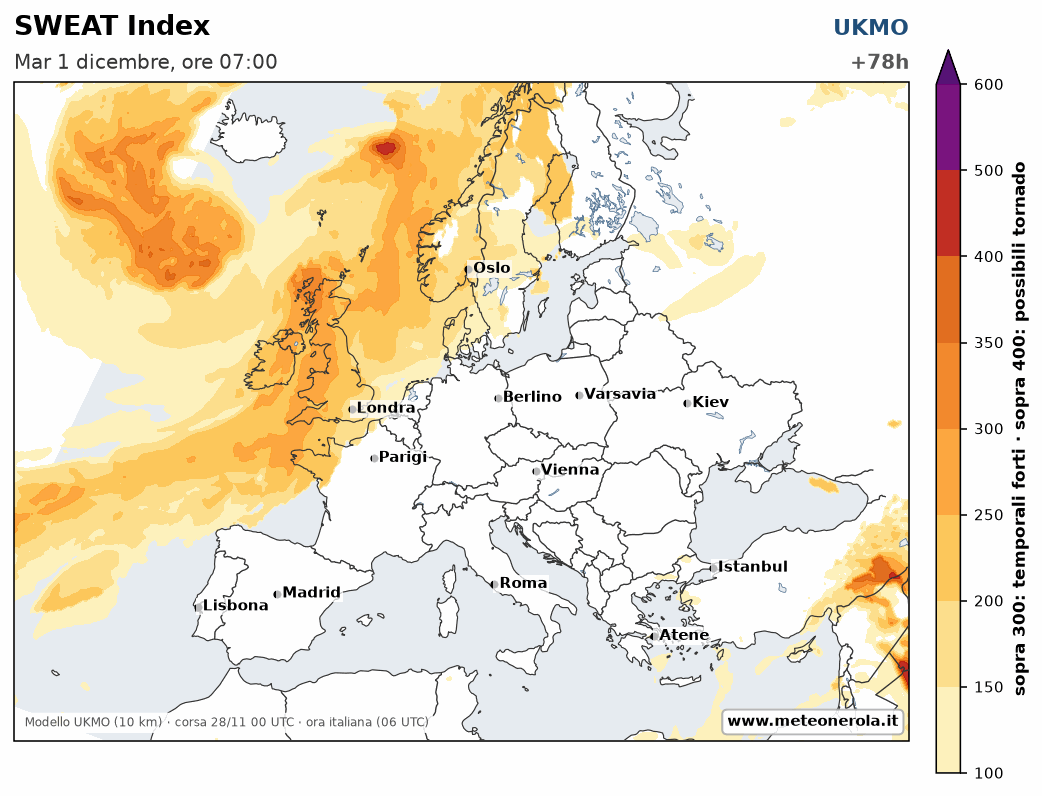 SWEAT Index
UKMO
Mar 1 dicembre, ore 07:00
+78h
600
500
400
350
300
250
200
150
100
sopra 300: temporali forti · sopra 400: possibili tornado
Oslo
Londra
Berlino
Varsavia
Kiev
Parigi
Vienna
Istanbul
Roma
Madrid
Lisbona
Atene
Modello UKMO (10 km) · corsa 28/11 00 UTC · ora italiana (06 UTC)
www.meteonerola.it